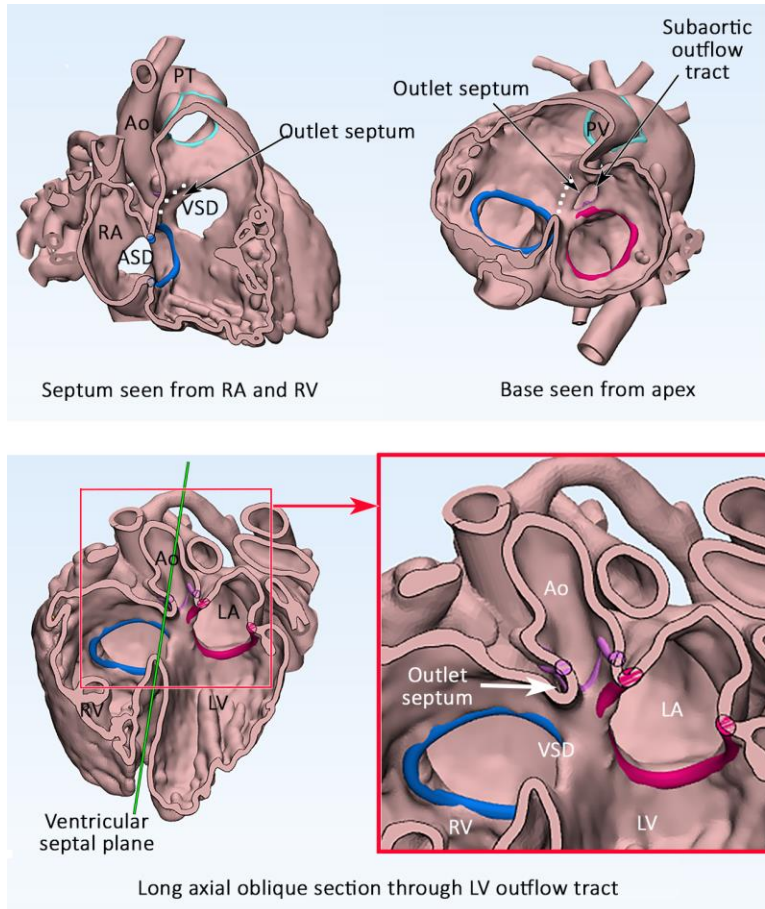 PT
Ao
Outlet septum
VSD
RA
ASD
Septum seen from RA and RV
Subaortic
outflow
tract
Outlet septum
PV
Base seen from apex
Ao
LA
RV
LV
Ventricular
septal plane
Ao
Outlet
septum
LA
VSD
RV
LV
Long axial oblique section through LV outflow tract